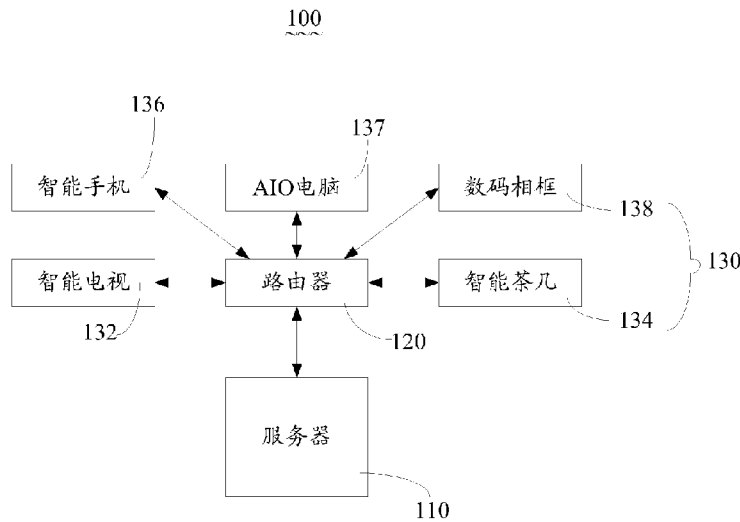 100
136
137
智能手机
AIO电脑
数码相框
138
130
智能电视
路由器
智能茶几
132
120
134
服务器
110